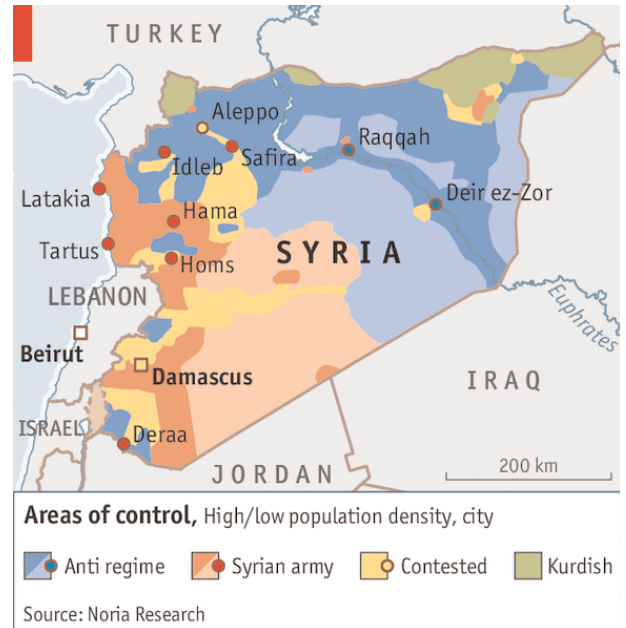 TURKEY
Aleppo
Raqqah
Idleb
Safira
Latakia
Deir ez-Zor
Hama
Tartus
SYRIA
Homs
LEBANON
Euphrates
Beirut
Damascus
IRAQ
ISRAEL
Deraa
JORDAN
200 km
Areas of control, High/low population density, city
Anti regime Syrian army Contested Kurdish
Source: Noria Research